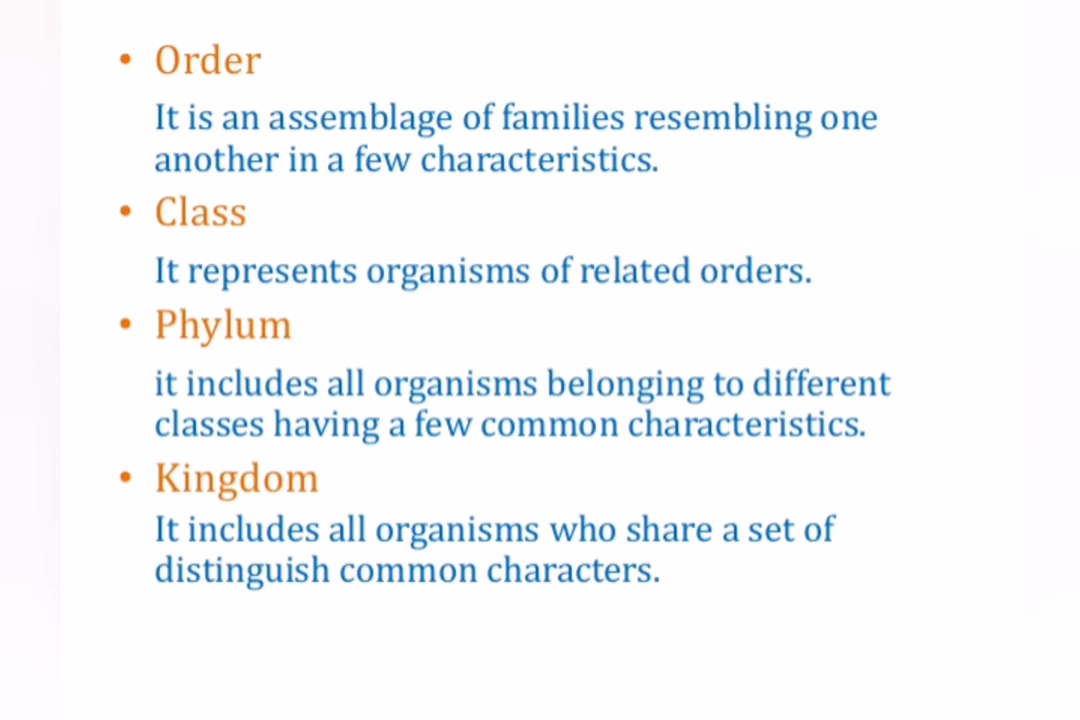 • Order
It is an assemblage of families resembling one
another in a few characteristics.
• Class
It represents organisms of related orders.
• Phylum
it includes all organisms belonging to different
classes having a few common characteristics.
• Kingdom
It includes all organisms who share a set of
distinguish common characters.